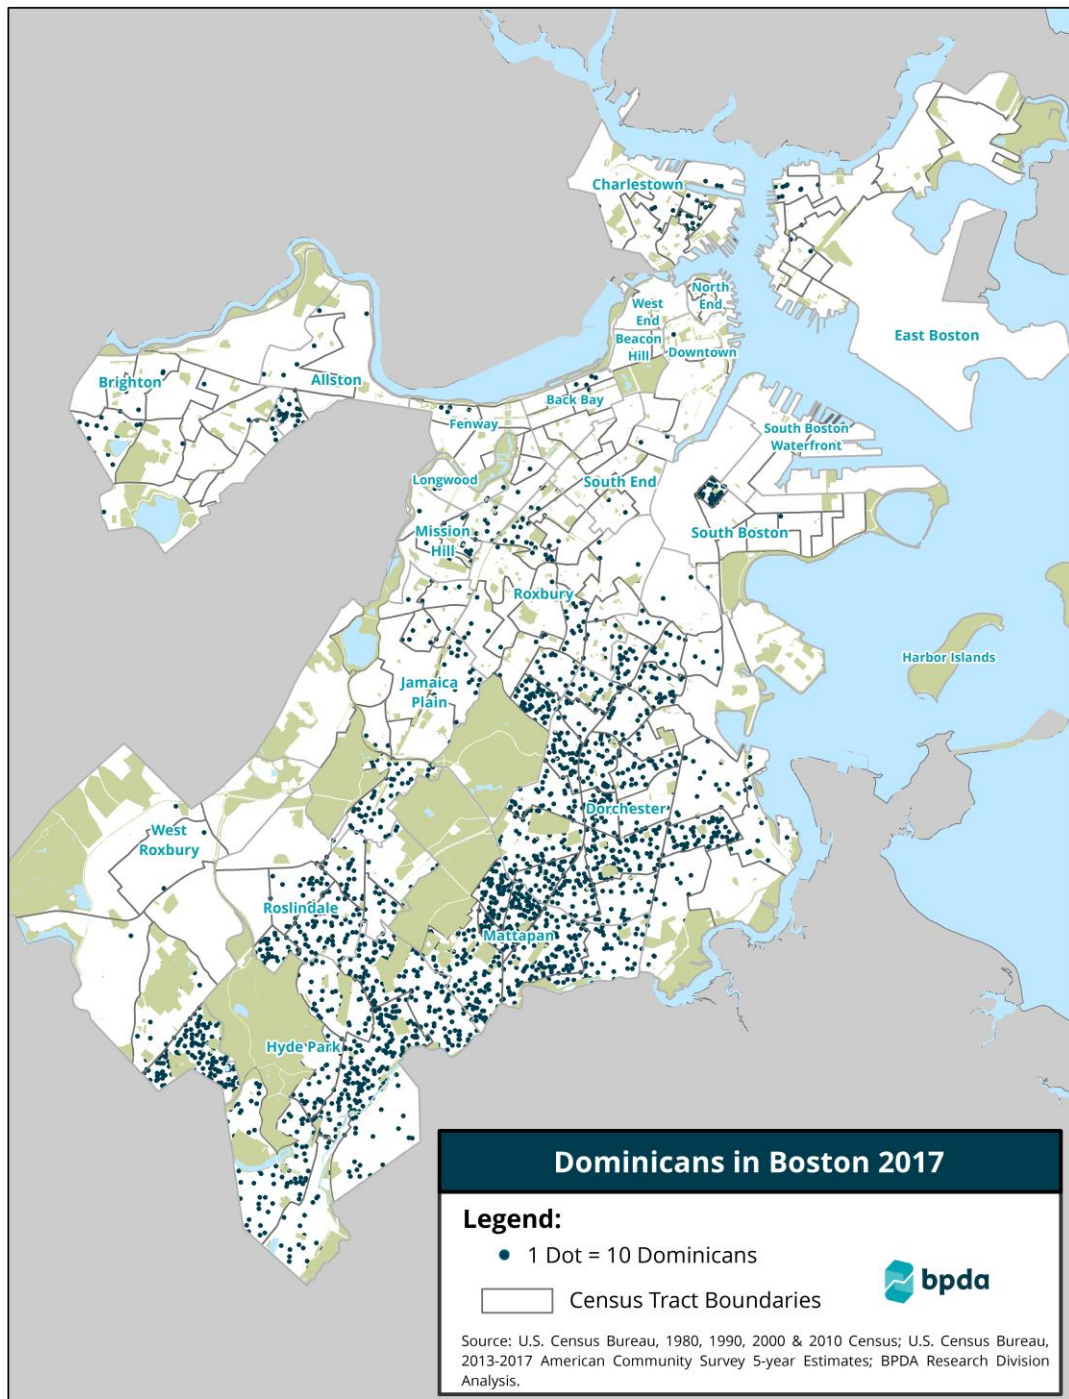 Charlestown
North
End
West
End
Beacon
Hill
Downtown
East Boston
Brighton
Allston
Back Bay
Fenway
South Boston
Waterfront
Longwood
South End
Mission
Hill
South Boston
Roxbury
Harbor Islands
Jamaica
Plain
Dorchester
West
Roxbury
Roslindale
Mattapan
Hyde Park
Dominicans in Boston 2017
Legend:
1 Dot = 10 Dominicans
Census Tract Boundaries
bpda
Source: U.S. Census Bureau, 1980, 1990, 2000 & 2010 Census; U.S. Census Bureau,
2013-2017 American Community Survey 5-year Estimates; BPDA Research Division
Analysis.